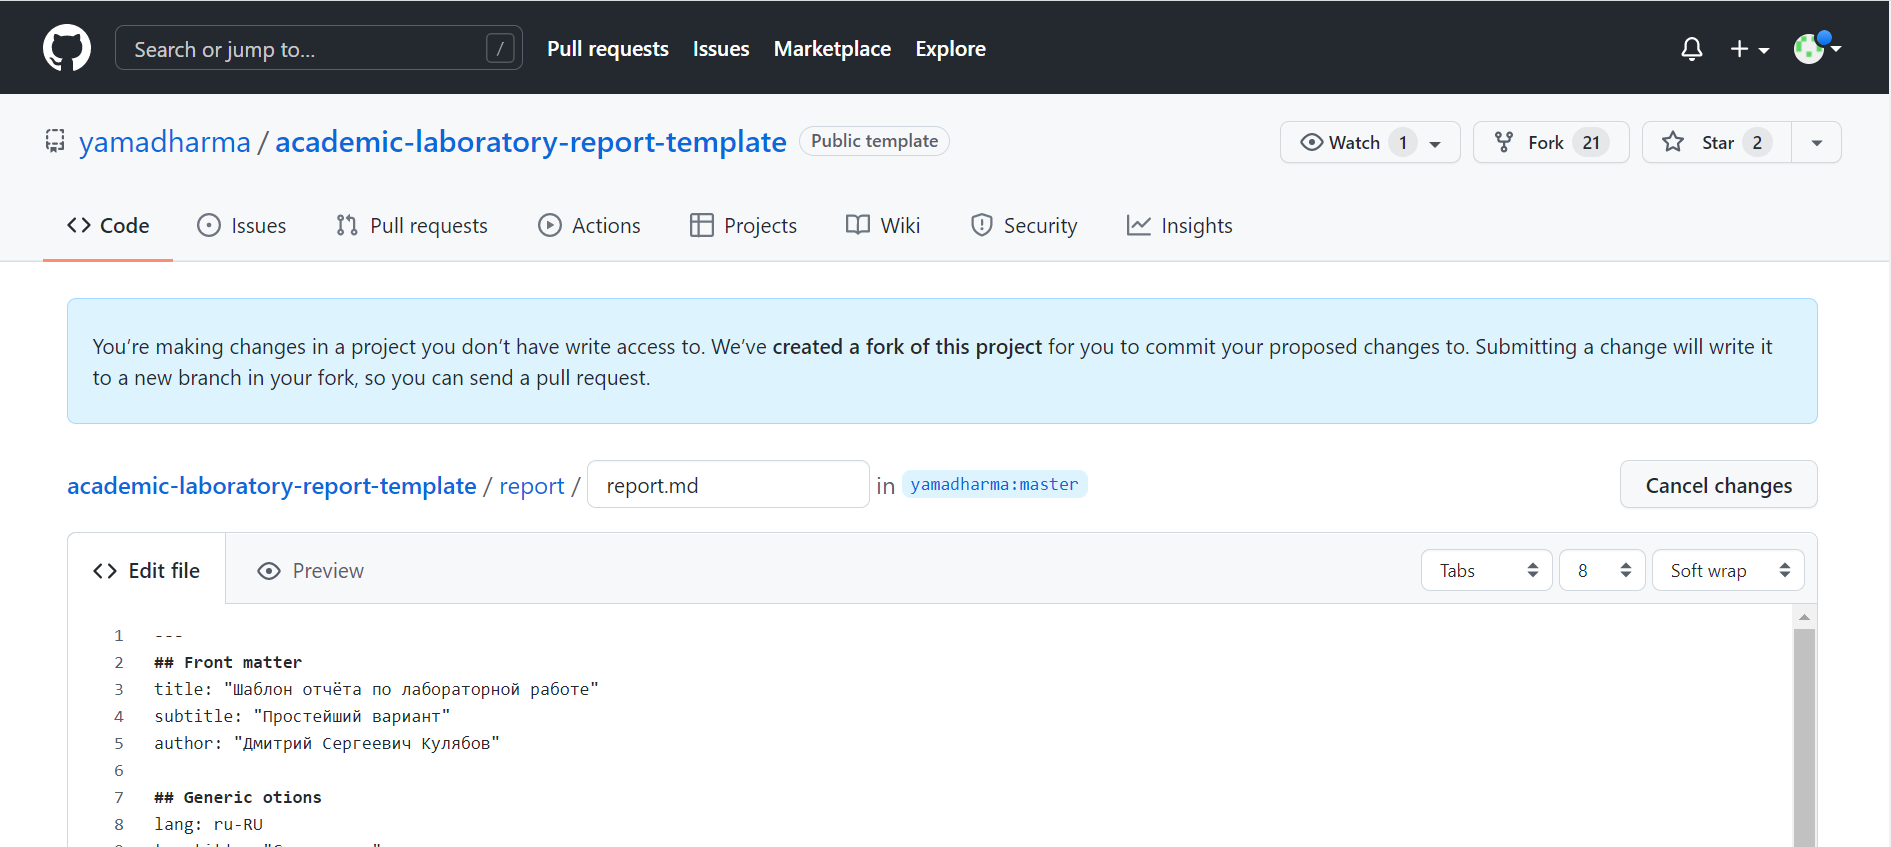 Search or jump to... / Pull requests Issues Marketplace Explore
yamadharma / academic-laboratory-report-template Public template Watch 1 Fork 21 Star 2
Code Issues Pull requests Actions Projects Wiki Security Insights
You're making changes in a project you don't have write access to. We've created a fork of this project for you to commit your proposed changes to. Submitting a change will write it
to a new branch in your fork, so you can send a pull request.
academic-laboratory-report-template / report / report.md in yamadharma:master Cancel changes
Edit file Preview Tabs 8 Soft wrap
1 ---
2 ## Front matter
3 title: "Шаблон отчёта по лабораторной работе"
4 subtitle: "Простейший вариант"
5 author: "Дмитрий Сергеевич Кулябов"
6
7 ## Generic otions
8 lang: ru-RU